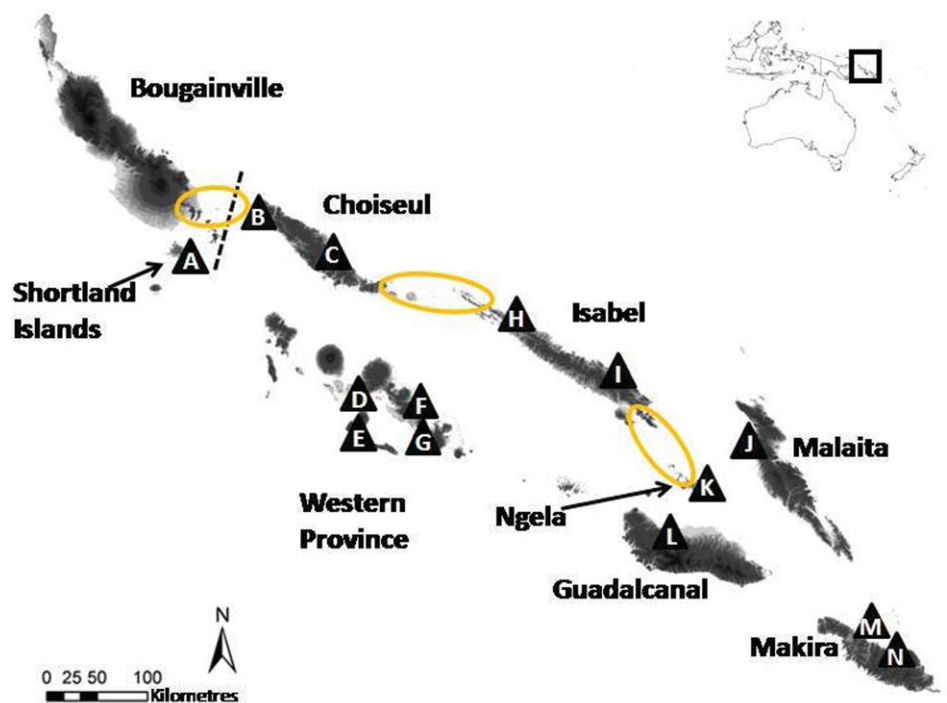 Bougainville
Choiseul
B
C
A
Shortland
Islands
H
Isabel
I
D
F
E
G
J
Malaita
K
Ngela
Western
Province
L
Guadalcanal
M
Makira
N
N
0 25 50 100
Kilometres